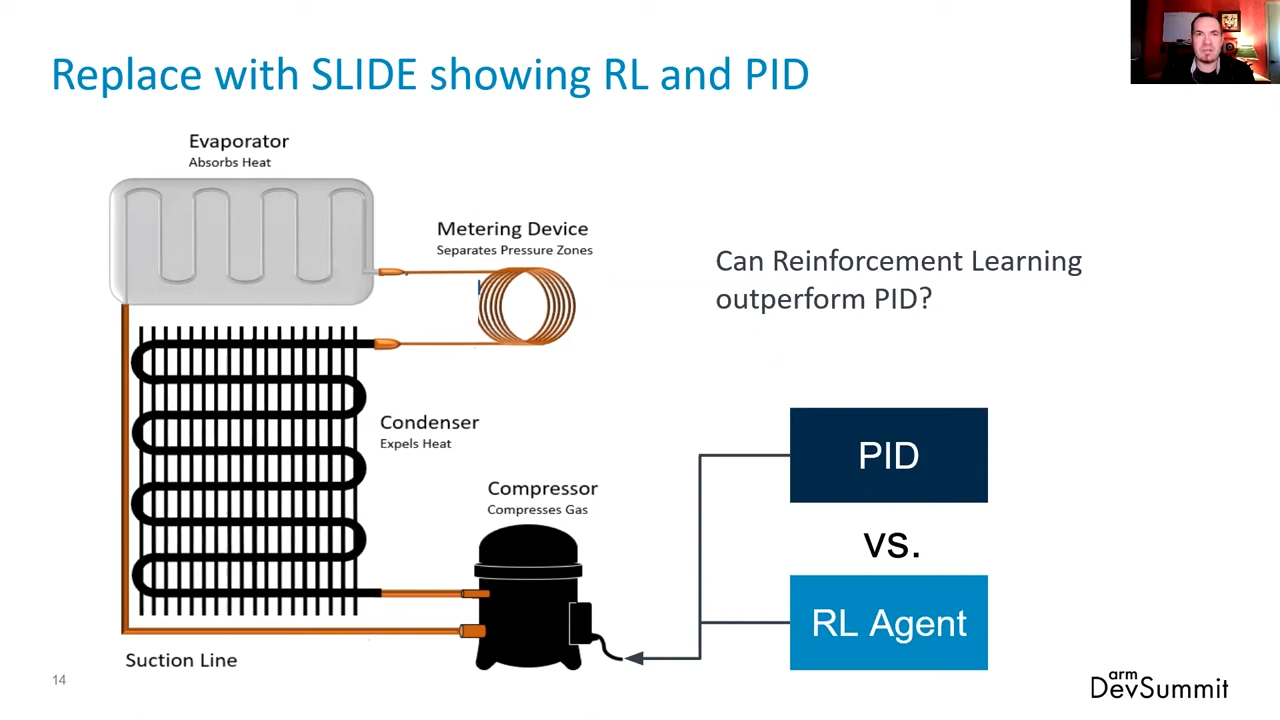 Replace with SLIDE showing RL and PID
Evaporator
Absorbs Heat
Metering Device
Separates Pressure Zones
Can Reinforcement Learning
outperform PID?
Condenser
Expels Heat
Compressor
Compresses Gas
PID
vs.
RL Agent
Suction Line
14
arm
DevSummit